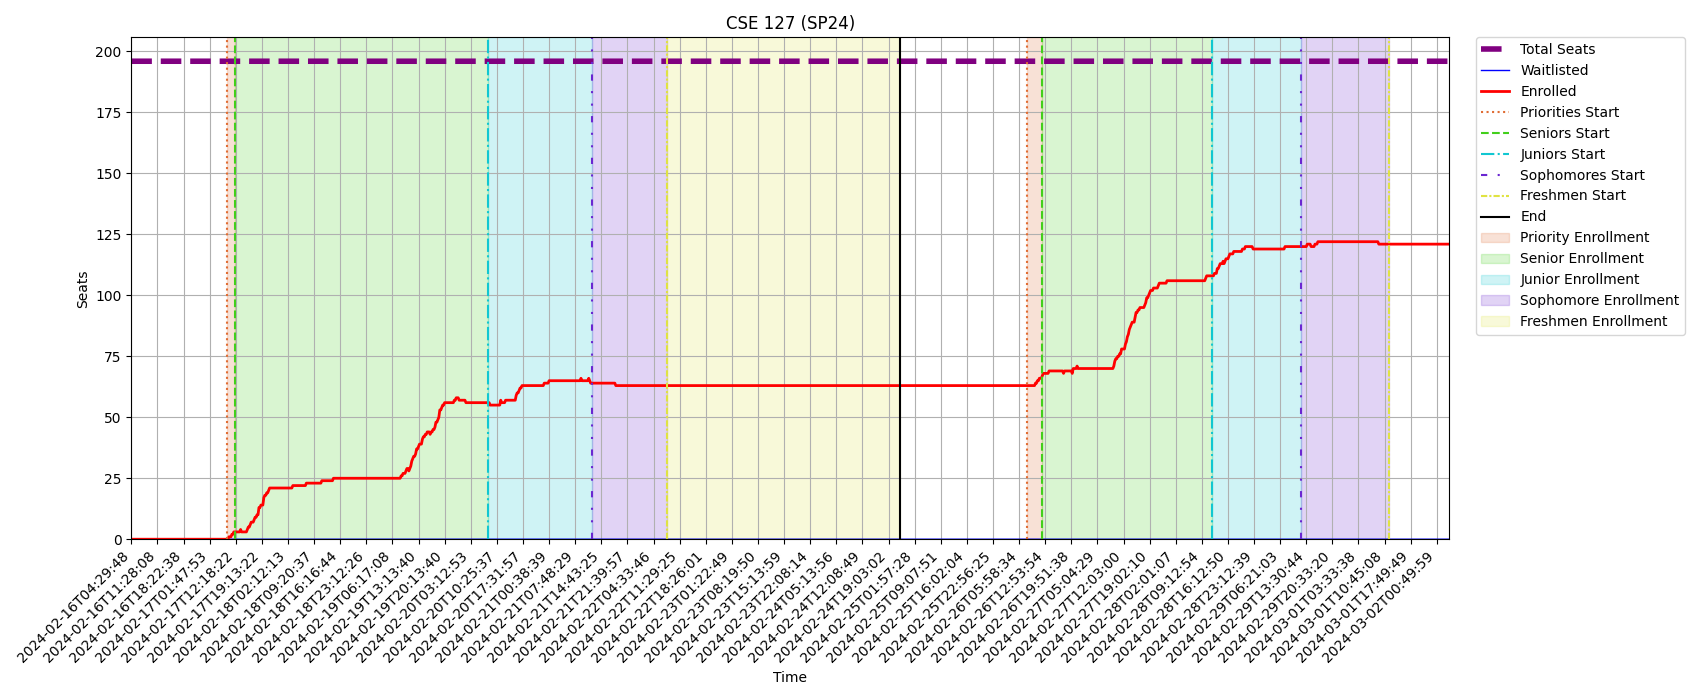 CSE 127 (SP24)
Seats
200
175
150
125
100
75
50
25
0
2024-02-16T04:29:48
2024-02-16T11:28:08
2024-02-16T18:22:38
2024-02-17T01:47:53
2024-02-17T12:18:22
2024-02-17T19:13:22
2024-02-18T02:12:13
2024-02-18T09:20:37
2024-02-18T16:16:44
2024-02-18T23:12:26
2024-02-19T06:17:08
2024-02-19T13:13:40
2024-02-19T20:13:40
2024-02-20T03:12:53
2024-02-20T10:25:37
2024-02-20T17:31:57
2024-02-21T00:38:39
2024-02-21T07:48:29
2024-02-21T14:43:25
2024-02-21T21:39:57
2024-02-22T04:33:46
2024-02-22T11:29:25
2024-02-22T18:26:01
2024-02-23T01:22:49
2024-02-23T08:19:50
2024-02-23T15:13:59
2024-02-23T22:08:14
2024-02-24T05:13:56
2024-02-24T12:08:49
2024-02-24T19:03:02
2024-02-25T01:57:28
2024-02-25T09:07:51
2024-02-25T16:02:04
2024-02-25T22:56:25
2024-02-26T05:58:34
2024-02-26T12:53:54
2024-02-26T19:51:38
2024-02-27T05:04:29
2024-02-27T12:03:00
2024-02-27T19:02:10
2024-02-28T02:01:07
2024-02-28T09:12:54
2024-02-28T16:12:50
2024-02-28T23:12:39
2024-02-29T06:21:03
2024-02-29T13:30:44
2024-02-29T20:33:20
2024-03-01T03:33:38
2024-03-01T10:45:08
2024-03-01T17:49:49
2024-03-02T00:49:59
Time
Total Seats
Waitlisted
Enrolled
Priorities Start
Seniors Start
Juniors Start
Sophomores Start
Freshmen Start
End
Priority Enrollment
Senior Enrollment
Junior Enrollment
Sophomore Enrollment
Freshmen Enrollment